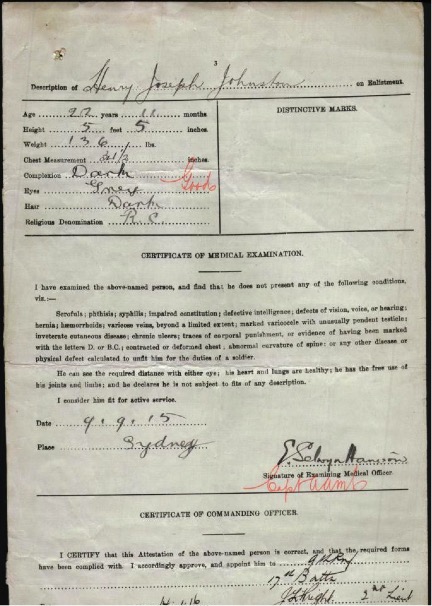 3
Description of Henry Joseph Johnston on Enlistment.
Age 22 years 11 months
Height 5 feet 5 inches
Weight 136 lbs.
Chest Measurement inches
Complexion Dark
Good
Eyes Grey
Hair Dark
Religious Denomination R.C.
DISTINCTIVE MARKS.
CERTIFICATE OF MEDICAL EXAMINATION.
I have examined the above-named person, and find that he does not present any of the following conditions,
viz.:—
Scrofula; phthisis; syphilis; impaired constitution; defective intelligence; defects of vision, voice, or hearing;
hernia; hæmorrhoids; varicose veins, beyond a limited extent; marked varicocele with unusually pendent testicle;
inveterate cutaneous disease; chronic ulcers; traces of corporal punishment, or evidence of having been marked
with the letters D. or B.C.; contracted or deformed chest; abnormal curvature of spine; or any other disease or
physical defect calculated to unfit him for the duties of a soldier.
He can see the required distance with either eye; his heart and lungs are healthy; he has the free use of
his joints and limbs; and he declares he is not subject to fits of any description.
I consider him fit for active service.
Date 9.9.15
Place Sydney
E. Selwyn Harrison
Signature of Examining Medical Officer.
Capt AAMC
CERTIFICATE OF COMMANDING OFFICER.
I CERTIFY that this Attestation of the above-named person is correct, and that the required forms
have been complied with. I accordingly approve, and appoint him to 9th Rnf
17th Battn
2nd Lieut
1.16